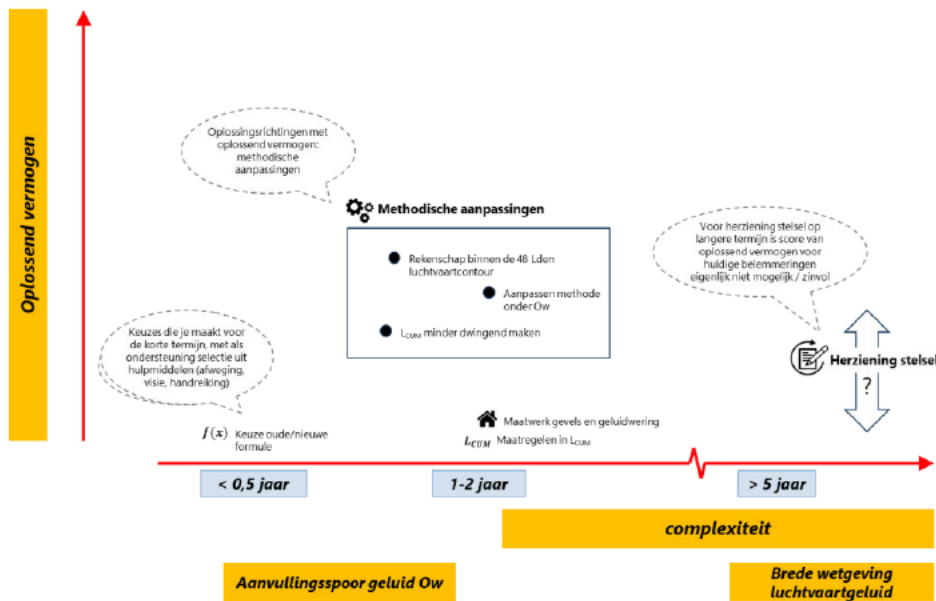 Oplossend vermogen
Oplossingsrichtingen met
oplossend vermogen:
methodische
aanpassingen
Methodische aanpassingen
Rekenschap binnen de 48 Lden
luchtvaartcontour
Aanpassen methode
onder Ow
LCUM minder dwingend maken
Voor herziening stelsel op
langere termijn is score van
oplossend vermogen voor
huidige belemmeringen
eigenlijk niet mogelijk / zinvol
Keuzes die je maakt voor
de korte termijn, met als
ondersteuning selectie uit
hulpmiddelen (afweging,
visie, handreiking)
Herziening stelsel
?
f(x) Keuze oude/nieuwe
formule
Maatwerk gevels en geluidwering
LCUM Maatregelen in LCUM
< 0,5 jaar
1-2 jaar
> 5 jaar
complexiteit
Aanvullingsspoor geluid Ow
Brede wetgeving
luchtvaartgeluid